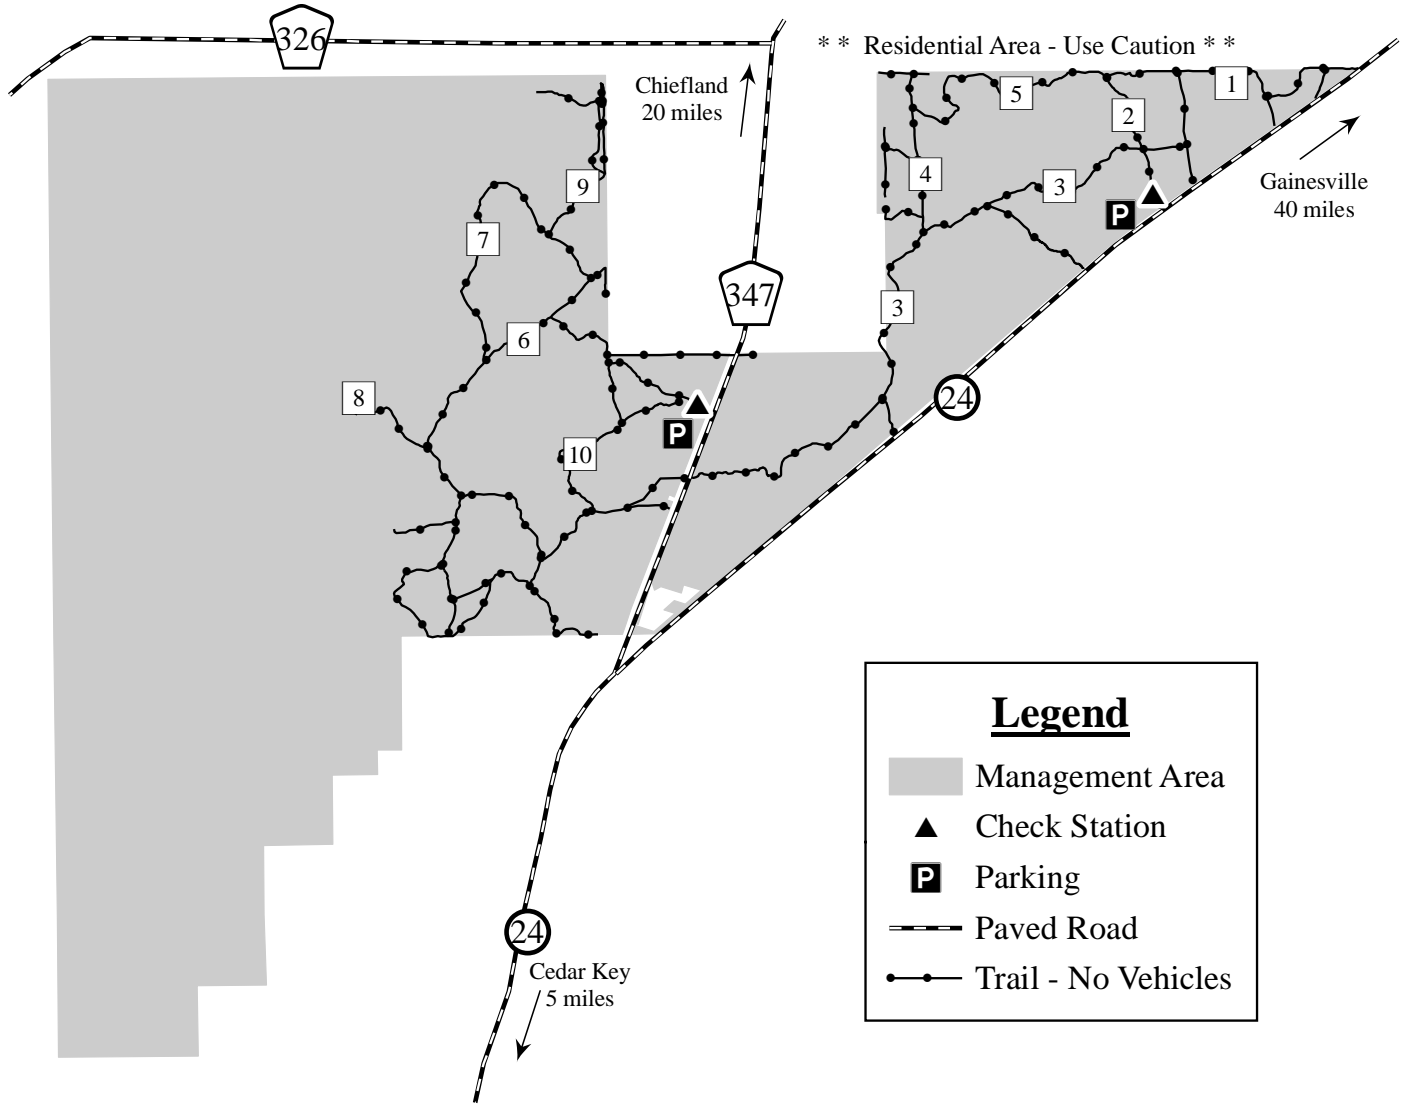 326
* * Residential Area - Use Caution * *
Chiefland
20 miles
5
1
2
9
4
3
P
Gainesville
40 miles
7
347
3
6
8
24
P
10
Legend
Management Area
Check Station
P Parking
Paved Road
Trail - No Vehicles
24
Cedar Key
5 miles